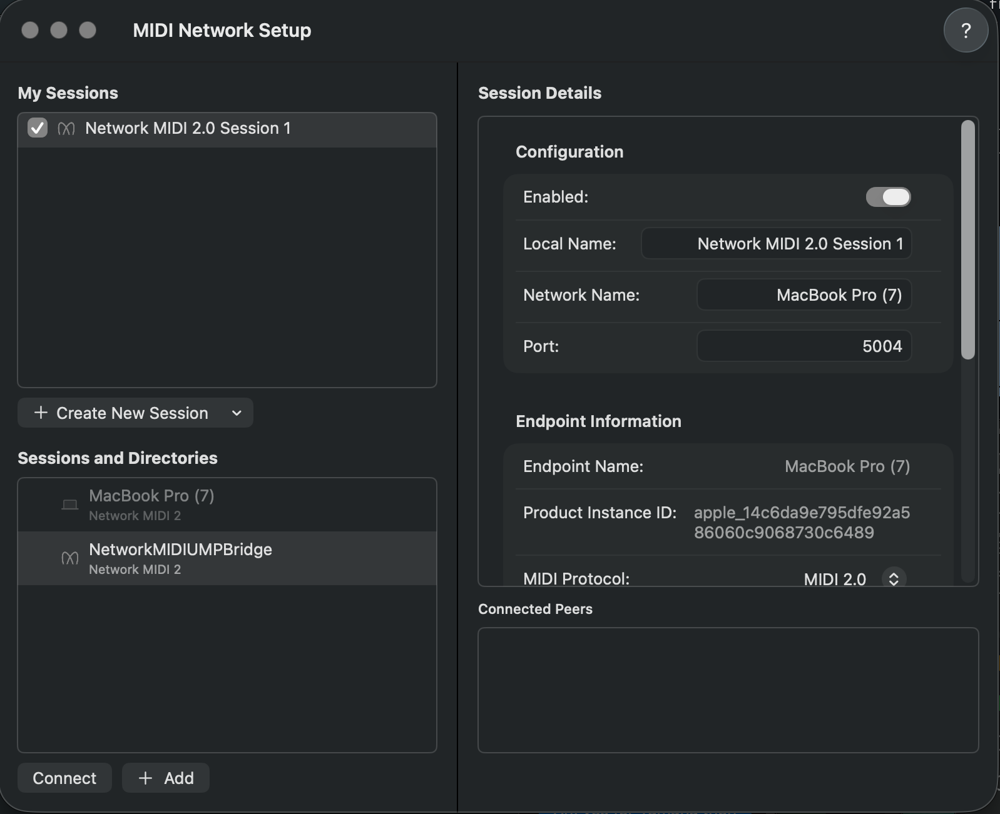 MIDI Network Setup
?
My Sessions
Network MIDI 2.0 Session 1
Create New Session
Sessions and Directories
MacBook Pro (7)
Network MIDI 2
NetworkMIDIUMPBridge
Network MIDI 2
Connect
+ Add
Session Details
Configuration
Enabled:
Local Name: Network MIDI 2.0 Session 1
Network Name: MacBook Pro (7)
Port: 5004
Endpoint Information
Endpoint Name: MacBook Pro (7)
Product Instance ID: apple_14c6da9e795dfe92a5
86060c9068730c6489
MIDI Protocol: MIDI 2.0
Connected Peers